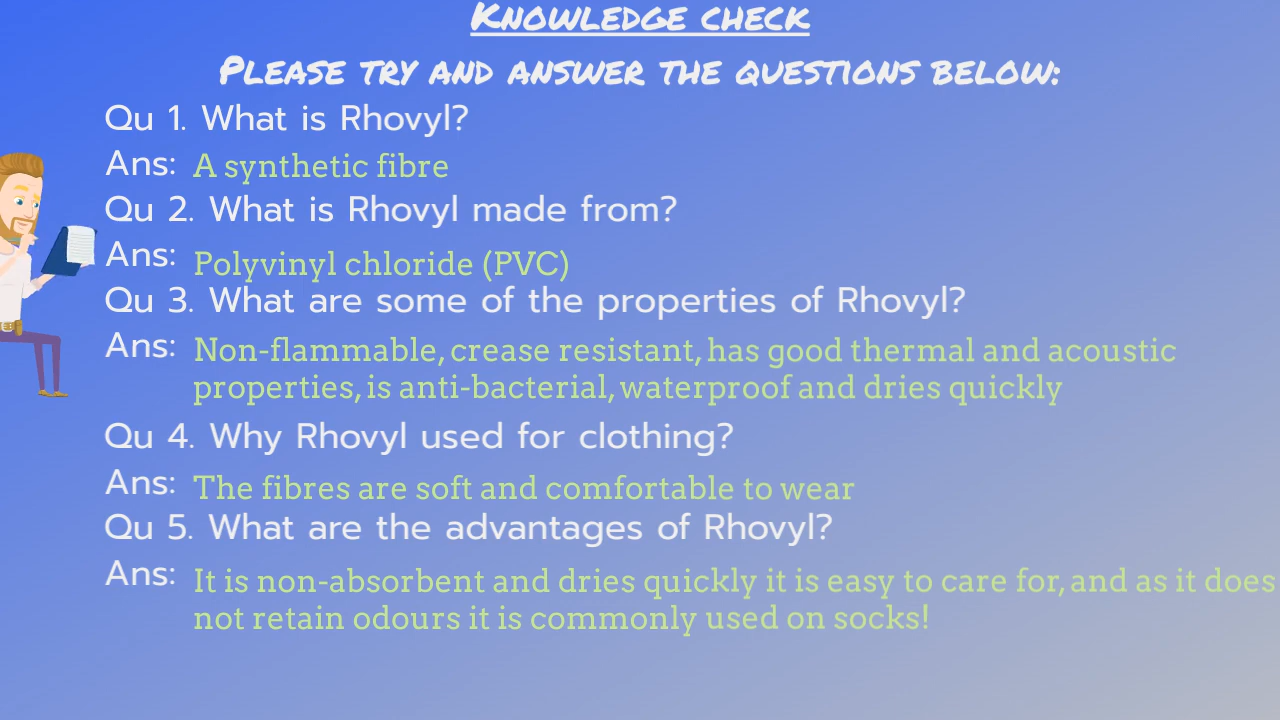 Knowledge check
Please try and answer the questions below:
Qu 1. What is Rhovyl?
Ans: A synthetic fibre
Qu 2. What is Rhovyl made from?
Ans: Polyvinyl chloride (PVC)
Qu 3. What are some of the properties of Rhovyl?
Ans: Non-flammable, crease resistant, has good thermal and acoustic
properties, is anti-bacterial, waterproof and dries quickly
Qu 4. Why Rhovyl used for clothing?
Ans: The fibres are soft and comfortable to wear
Qu 5. What are the advantages of Rhovyl?
Ans: It is non-absorbent and dries quickly it is easy to care for, and as it does
not retain odours it is commonly used on socks!